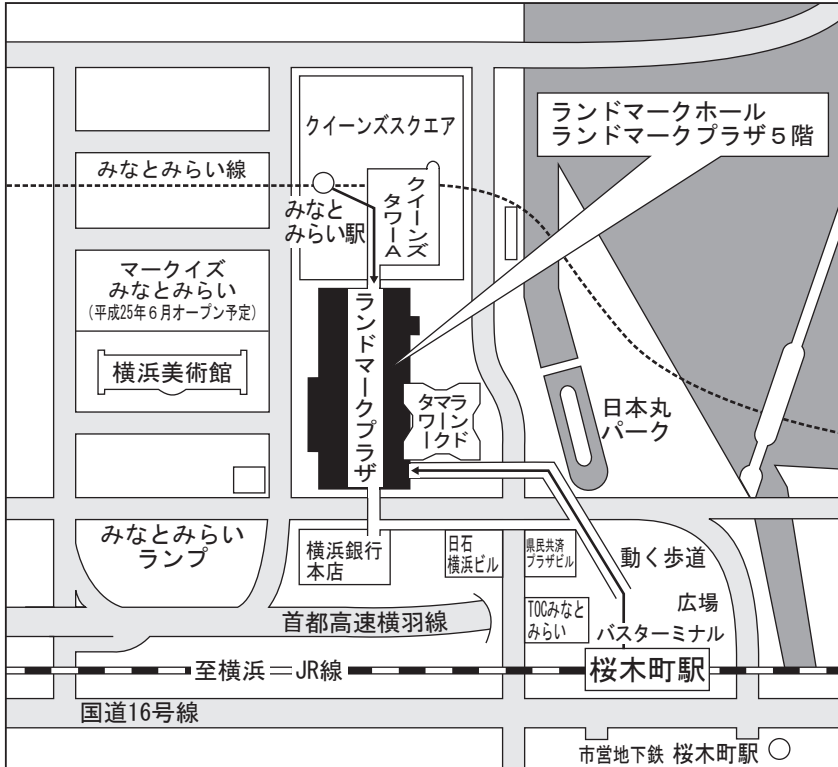 クイーンズスクエア
ランドマークホール
ランドマークプラザ５階
みなとみらい線
みなと
みらい駅
クイーンズ
タワーA
マークイズ
みなとみらい
(平成25年６月オープン予定)
横浜美術館
ランドマークプラザ
ランド
マーク
タワー
日本丸
パーク
みなとみらい
ランプ
横浜銀行
本店
日石
横浜ビル
県民共済
プラザビル
動く歩道
広場
首都高速横羽線
TOCみなと
みらい
バスターミナル
至横浜
JR線
桜木町駅
国道16号線
市営地下鉄 桜木町駅